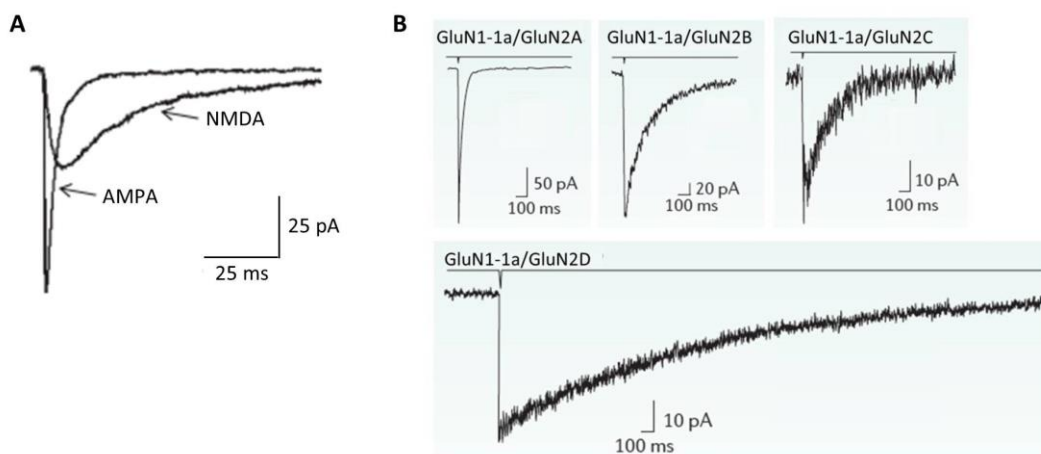 A
NMDA
AMPA
25 pA
25 ms
B
GluN1-1a/GluN2A
50 pA
100 ms
GluN1-1a/GluN2B
20 pA
100 ms
GluN1-1a/GluN2C
10 pA
100 ms
GluN1-1a/GluN2D
10 pA
100 ms